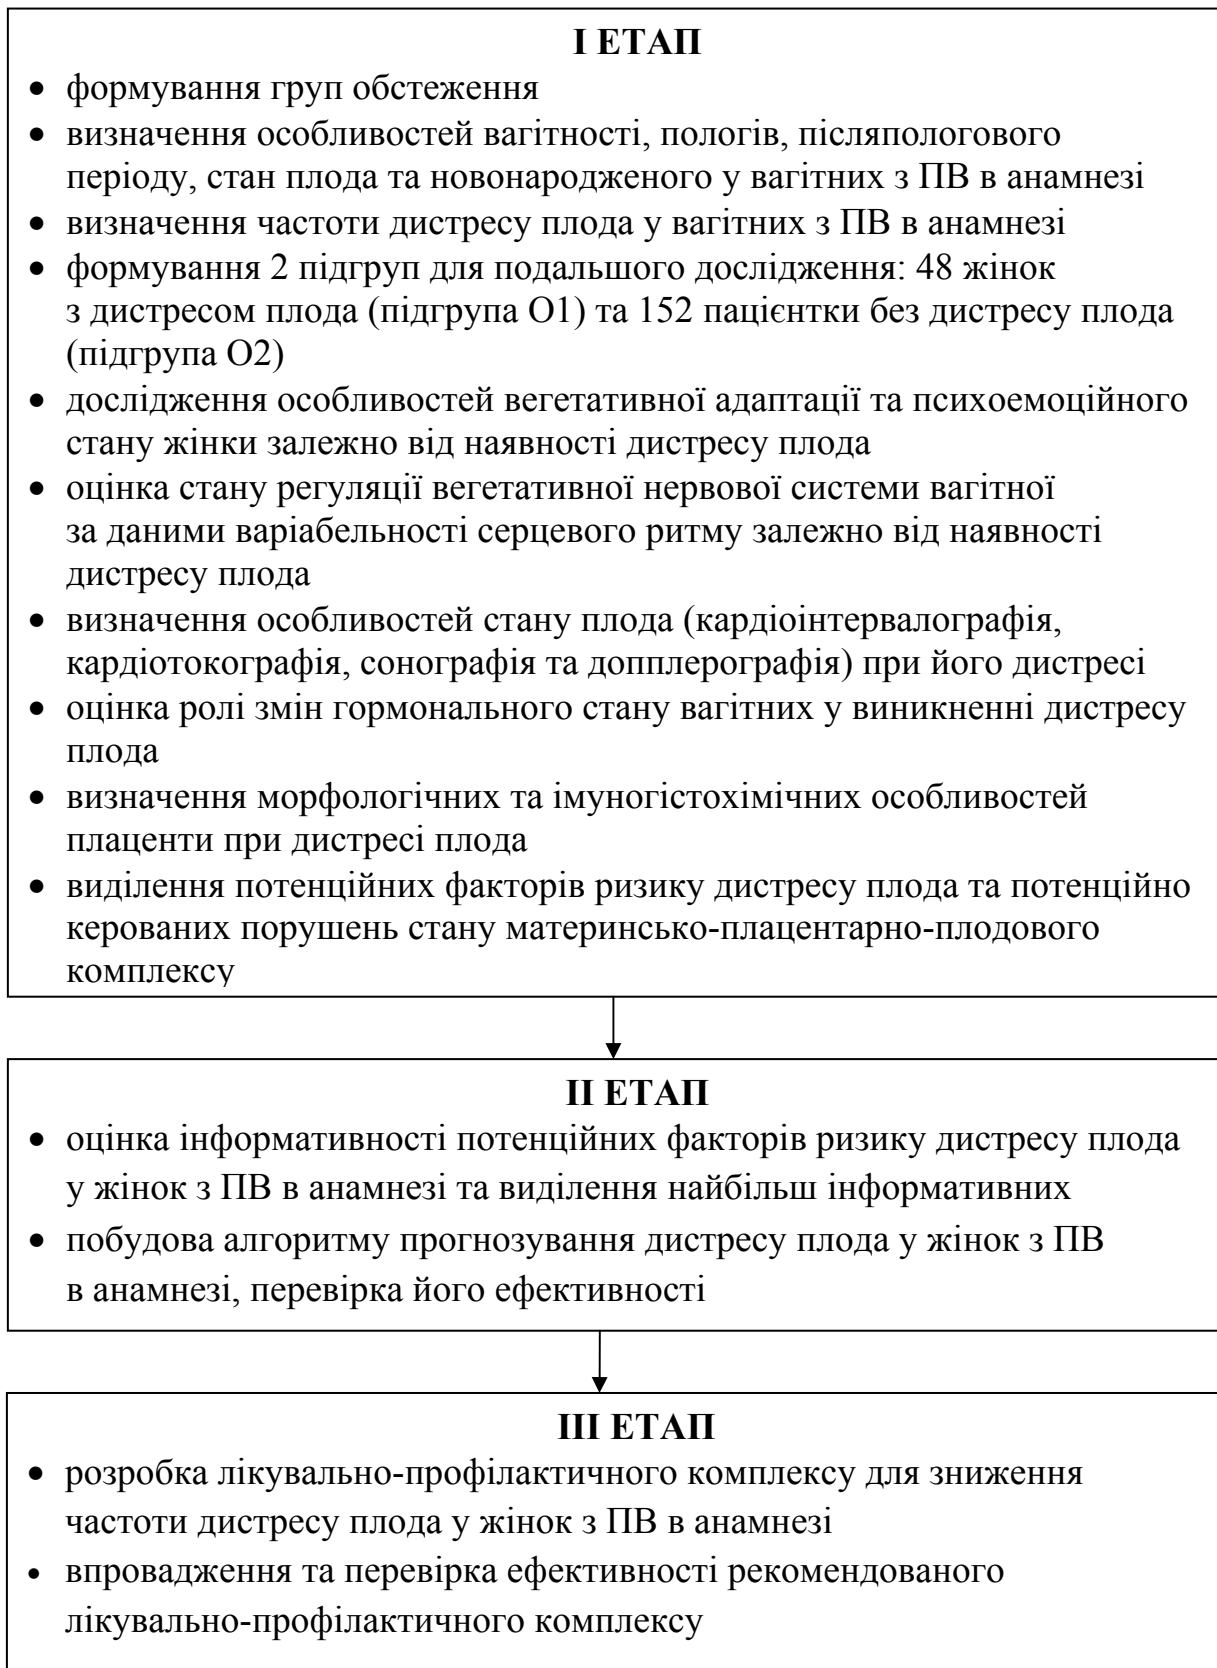 І ЕТАП
• формування груп обстеження
• визначення особливостей вагітності, пологів, післяпологового
періоду, стан плода та новонародженого у вагітних з ПВ в анамнезі
• визначення частоти дистресу плода у вагітних з ПВ в анамнезі
• формування 2 підгруп для подальшого дослідження: 48 жінок
з дистресом плода (підгрупа О1) та 152 пацієнтки без дистресу плода
(підгрупа О2)
• дослідження особливостей вегетативної адаптації та психоемоційного
стану жінки залежно від наявності дистресу плода
• оцінка стану регуляції вегетативної нервової системи вагітної
за даними варіабельності серцевого ритму залежно від наявності
дистресу плода
• визначення особливостей стану плода (кардіоінтервалографія,
кардіотокографія, сонографія та допплерографія) при його дистресі
• оцінка ролі змін гормонального стану вагітних у виникненні дистресу
плода
• визначення морфологічних та імуногістохімічних особливостей
плаценти при дистресі плода
• виділення потенційних факторів ризику дистресу плода та потенційно
керованих порушень стану материнсько-плацентарно-плодового
комплексу
ІІ ЕТАП
• оцінка інформативності потенційних факторів ризику дистресу плода
у жінок з ПВ в анамнезі та виділення найбільш інформативних
• побудова алгоритму прогнозування дистресу плода у жінок з ПВ
в анамнезі, перевірка його ефективності
ІІІ ЕТАП
• розробка лікувально-профілактичного комплексу для зниження
частоти дистресу плода у жінок з ПВ в анамнезі
• впровадження та перевірка ефективності рекомендованого
лікувально-профілактичного комплексу